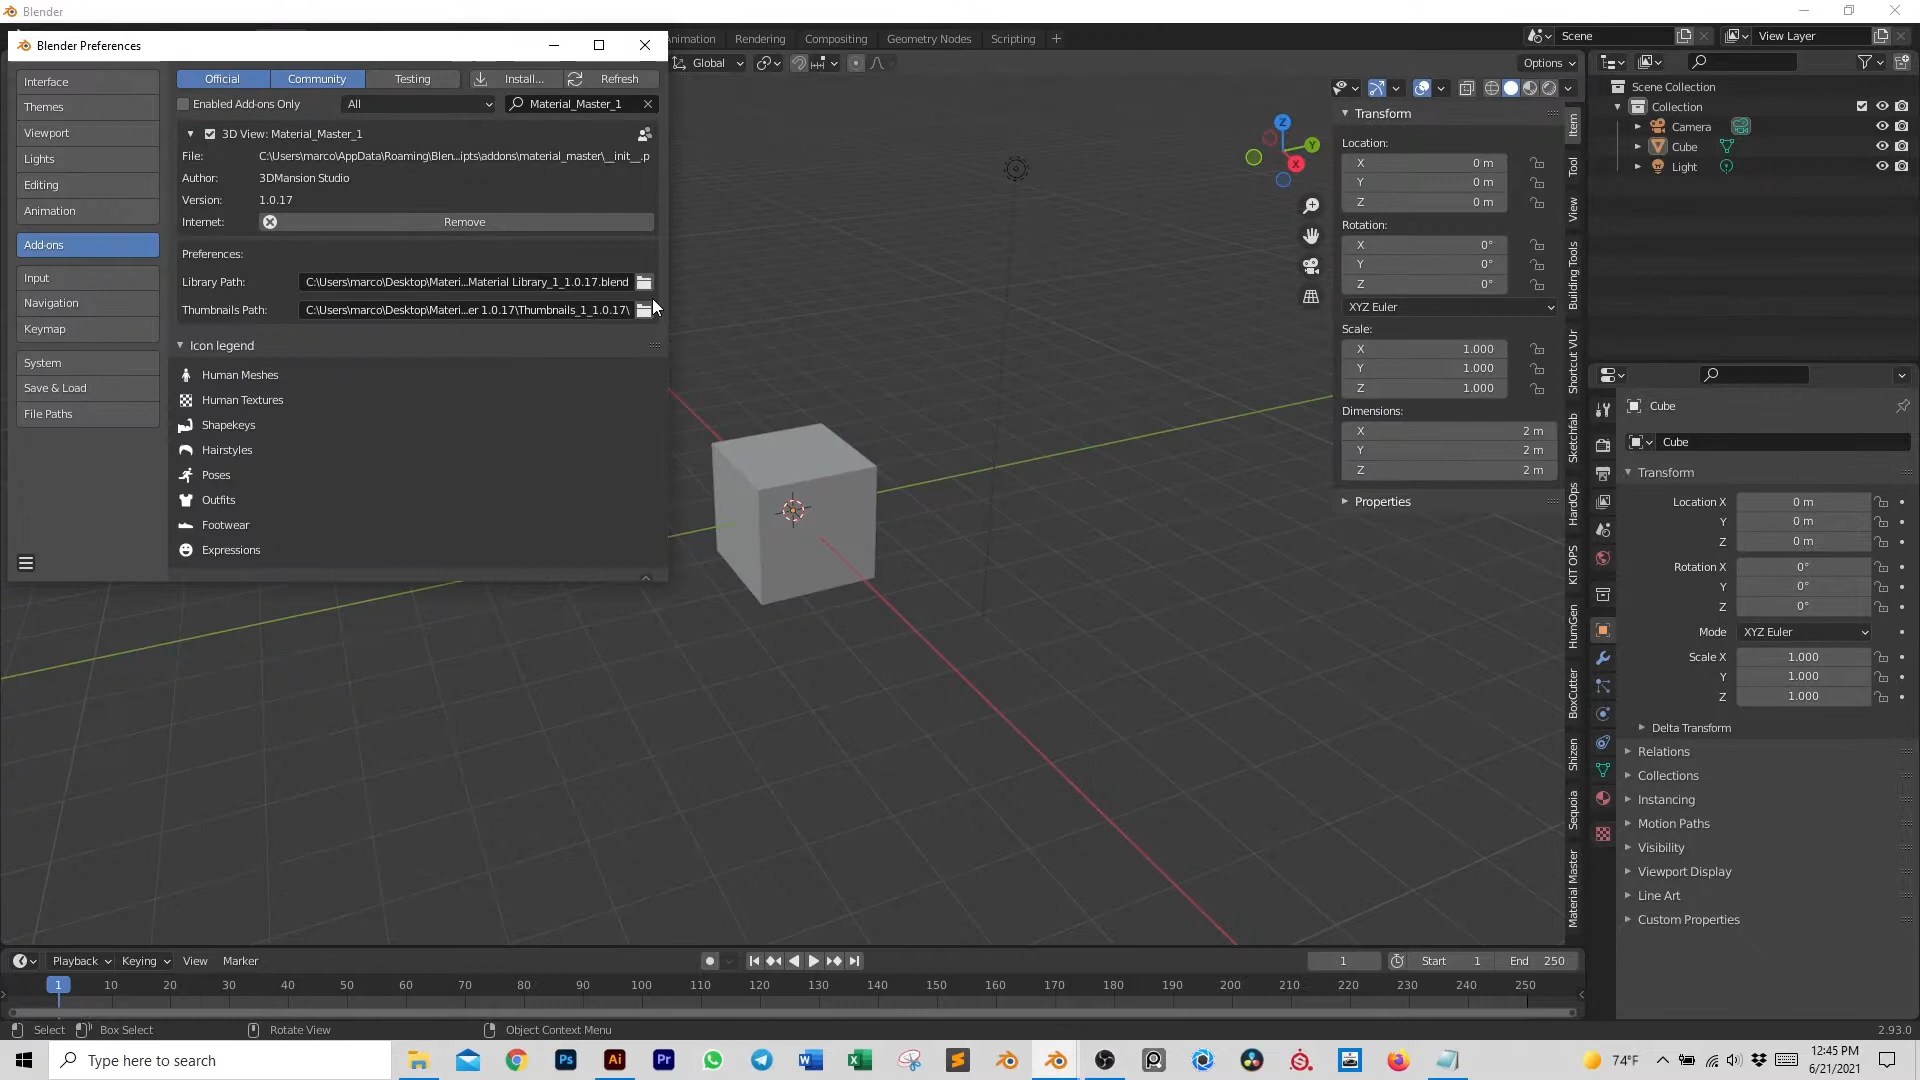 Blender
Blender Preferences
Animation Rendering Compositing Geometry Nodes Scripting
Scene View Layer
Interface
Themes
Viewport
Lights
Editing
Animation
Add-ons
Input
Navigation
Keymap
System
Save & Load
File Paths
Official Community Testing Install... Refresh
Enabled Add-ons Only All Material_Master_1
3D View: Material_Master_1
File: C:\Users\marco\AppData\Roaming\Blen...ipts\addons\material_master\__init__.p
Author: 3DMansion Studio
Version: 1.0.17
Internet: Remove
Preferences:
Library Path: C:\Users\marco\Desktop\Materi...Material Library_1_1.0.17.blend
Thumbnails Path: C:\Users\marco\Desktop\Materi...er 1.0.17\Thumbnails_1_1.0.17\
Icon legend
Human Meshes
Human Textures
Shapekeys
Hairstyles
Poses
Outfits
Footwear
Expressions
Global
Options
Z
Y
X
Transform
Location:
X 0 m
Y 0 m
Z 0 m
Rotation:
X 0°
Y 0°
Z 0°
XYZ Euler
Scale:
X 1.000
Y 1.000
Z 1.000
Dimensions:
X 2 m
Y 2 m
Z 2 m
Properties
Item
Tool
View
Building Tools
Shortcut VUr
Sketchfab
HardOps
KIT OPS
HumGen
BoxCutter
Shizen
Sequoia
Material Master
Scene Collection
Collection
Camera
Cube
Light
Cube
Cube
Transform
Location X 0 m
Y 0 m
Z 0 m
Rotation X 0°
Y 0°
Z 0°
Mode XYZ Euler
Scale X 1.000
Y 1.000
Z 1.000
Delta Transform
Relations
Collections
Instancing
Motion Paths
Visibility
Viewport Display
Line Art
Custom Properties
Playback Keying View Marker
1 Start 1 End 250
1 10 20 30 40 50 60 70 80 90 100 110 120 130 140 150 160 170 180 190 200 210 220 230 240 250
Select Box Select Rotate View Object Context Menu 2.93.0
Type here to search
Ps Ai Pr
74°F
12:45 PM
6/21/2021